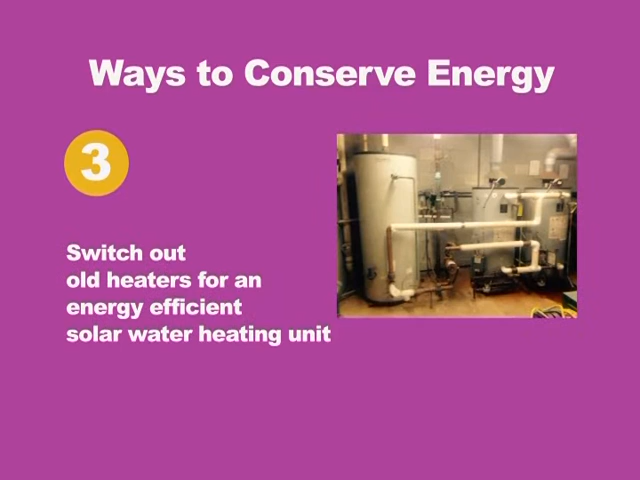 Ways to Conserve Energy
3
Switch out
old heaters for an
energy efficient
solar water heating unit